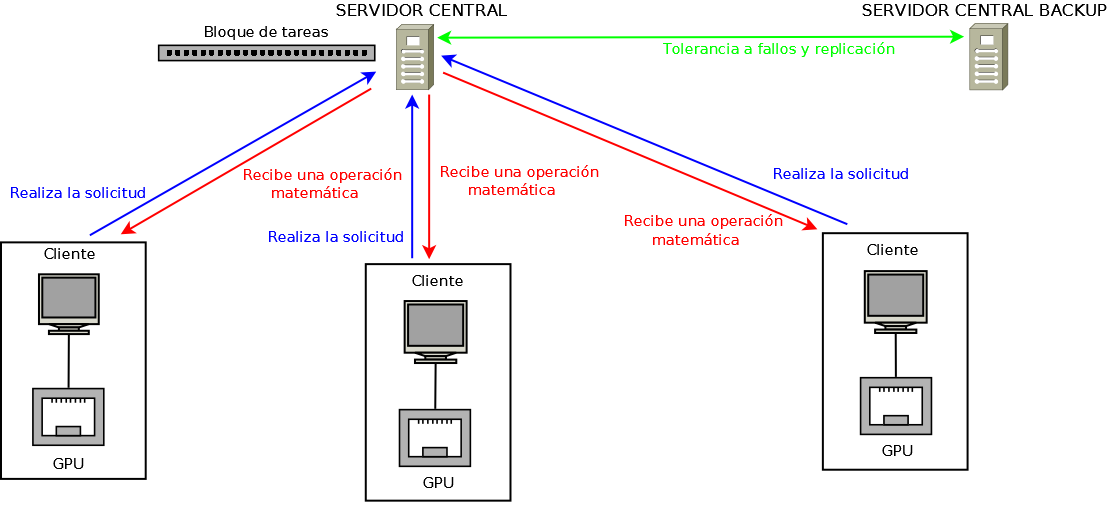 SERVIDOR CENTRAL
SERVIDOR CENTRAL BACKUP
Bloque de tareas
Tolerancia a fallos y replicación
Realiza la solicitud
Recibe una operación
matemática
Realiza la solicitud
Recibe una operación
matemática
Realiza la solicitud
Recibe una operación
matemática
Cliente
GPU
Cliente
GPU
Cliente
GPU